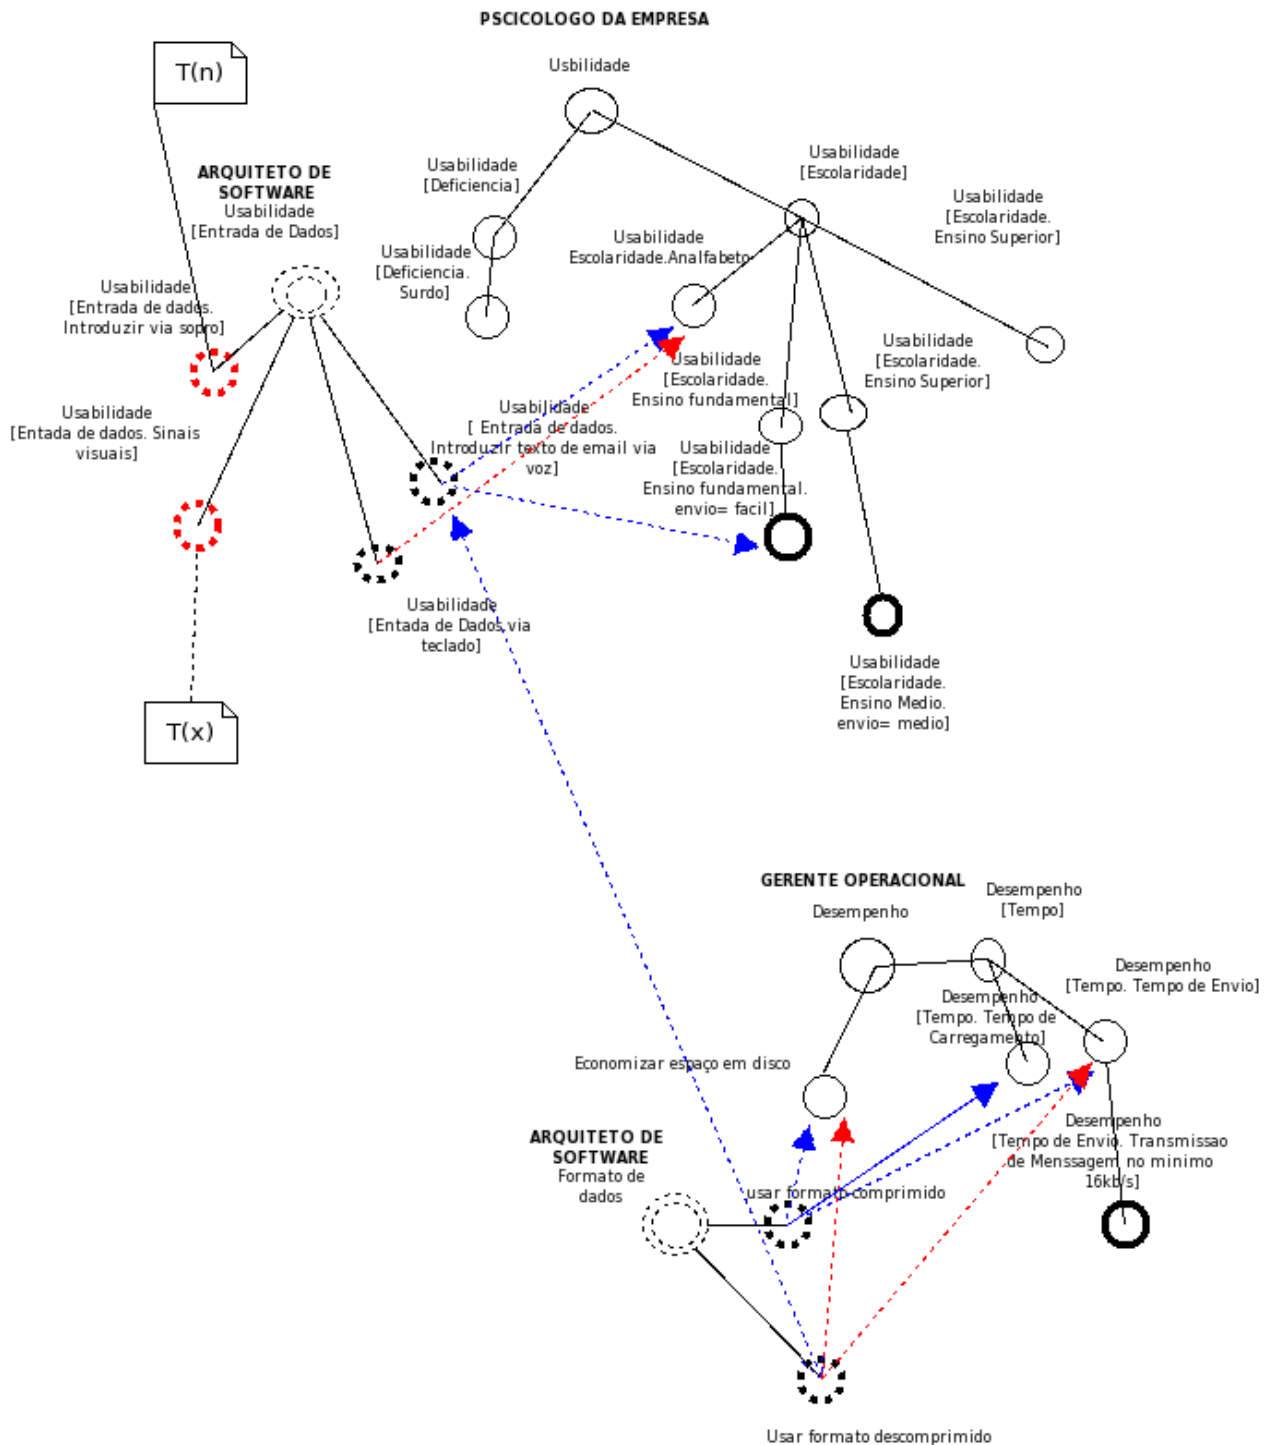 PSCICOLOGO DA EMPRESA
T(n)
Usbilidade
ARQUITETO DE
SOFTWARE
Usabilidade
[Entrada de Dados]
Usabilidade
[Deficiencia]
Usabilidade
[Escolaridade]
Usabilidade
[Escolaridade.
Ensino Superior]
Usabilidade
[Deficiencia.
Surdo]
Usabilidade
Escolaridade.Analfabeto
Usabilidade
[Entrada de dados.
Introduzir via sopro]
Usabilidade
[Escolaridade.
Ensino fundamental]
Usabilidade
[Escolaridade.
Ensino Superior]
Usabilidade
[Entada de dados. Sinais
visuais]
Usabilidade
[ Entrada de dados.
Introduzir texto de email via
voz]
Usabilidade
[Escolaridade.
Ensino fundamental.
envio= facil]
Usabilidade
[Entada de Dados.via
teclado]
Usabilidade
[Escolaridade.
Ensino Medio.
envio= medio]
T(x)
GERENTE OPERACIONAL
Desempenho
Desempenho
[Tempo]
Desempenho
[Tempo. Tempo de Envio]
Desempenho
[Tempo. Tempo de
Carregamento]
Economizar espaço em disco
ARQUITETO DE
SOFTWARE
Formato de
dados
Desempenho
[Tempo de Envio. Transmissao
de Menssagem no minimo
16kb/s]
usar formato comprimido
Usar formato descomprimido